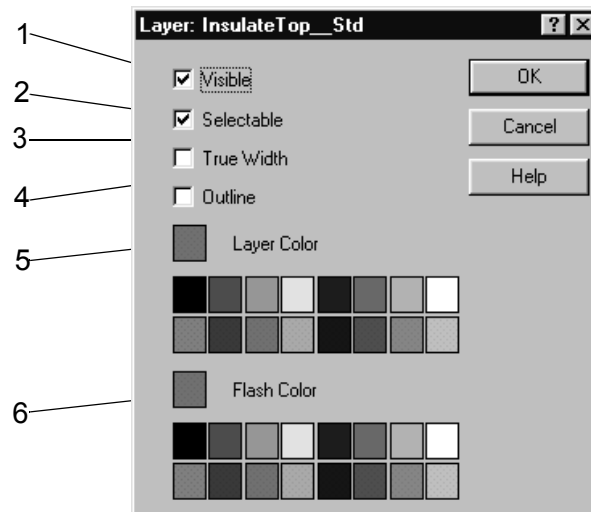 Layer: InsulateTop__Std
1
Visible
OK
2
Selectable
Cancel
3
True Width
Help
4
Outline
5
Layer Color
6
Flash Color